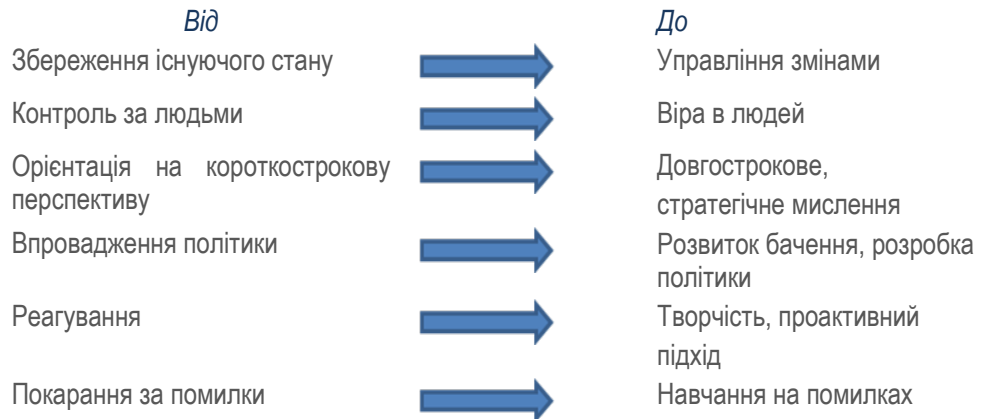 Від До
Збереження існуючого стану Управління змінами
Контроль за людьми Віра в людей
Орієнтація на короткострокову Довгострокове,
перспективу стратегічне мислення
Впровадження політики Розвиток бачення, розробка
політики
Реагування Творчість, проактивний
підхід
Покарання за помилки Навчання на помилках